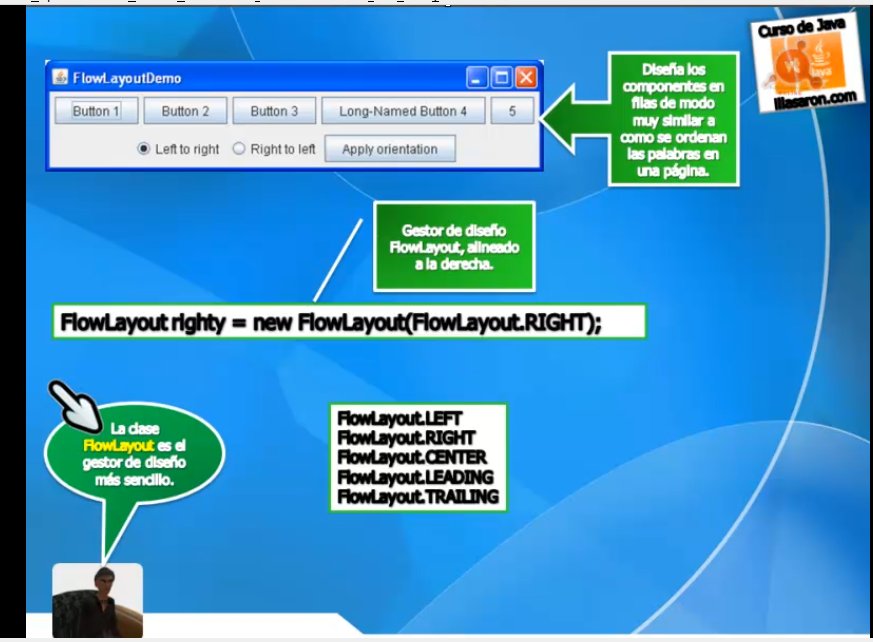 Curso de Java
Java
illasaron.com
FlowLayoutDemo
Button 1
Button 2
Button 3
Long-Named Button 4
5
Left to right
Right to left
Apply orientation
Diseña los
componentes en
filas de modo
muy similar a
como se ordenan
las palabras en
una página.
Gestor de diseño
FlowLayout, alineado
a la derecha.
FlowLayout righty = new FlowLayout(FlowLayout.RIGHT);
La clase
FlowLayout es el
gestor de diseño
más sencillo.
FlowLayout.LEFT
FlowLayout.RIGHT
FlowLayout.CENTER
FlowLayout.LEADING
FlowLayout.TRAILING